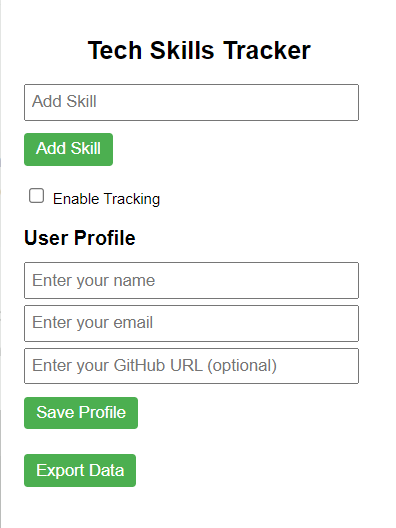 Tech Skills Tracker
Add Skill
Add Skill
Enable Tracking
User Profile
Enter your name
Enter your email
Enter your GitHub URL (optional)
Save Profile
Export Data